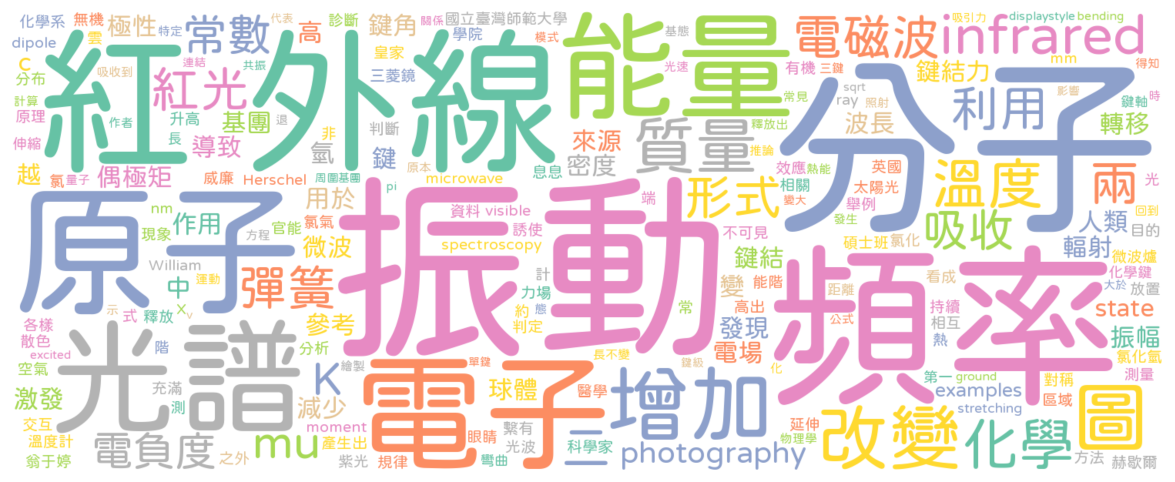 化學系 無機 代表 關係 國立臺灣師範大學 吸引力 displaystyle bending
dipole 雲 特定 極性 常數 高 診斷 鍵角 學院 模式 基態 電磁波 infrared
C 分布 吸收到 連結 共振 皇家 三菱鏡 光速 有機 三鍵 鍵結力 mm 得知
紅外線 能量 分子
計算 作者 紅光 升高 退 常見 sqrt 照射 影響 鍵軸 時
原理 長 基團 非 判斷 來源 質量 釋放出 ray 波長 利用 轉移
伸縮 導致 氫 鍵 密度 推論
越 氯 量子 偶極矩 威廉 Herschel 周圍基團 原本 息息 效應 熱能 英國 溫度 兩 光
原子 振動 頻率
pi microwave 形式 相關 太陽光 變大 舉例
nm 作用 官能 用於 氯氣 資料 visible 端 吸收 人類 回到
現象 方程 微波 spectroscopy 誘使 不可見 發生 碩士班 氯化 輻射 目的
William 運動 彈簧 計 鍵結 看成 微波爐
中 X v 力場 變 能階 化學鍵 大於 放置
示 式 釋放 參考 約 態 常 高出 距離 持續 state
各樣 判定 發現 公式 相互 振幅
散色 光譜 階 分析 電場 熱 氯化氫
excited 空氣 繪製 單鍵 長不變 鍵級 化 第一 ground 對稱 測量
激發 充滿 K 球體 電子 醫學 增加 examples 區域
測 減少 二 stretching
交互 moment 繫有 延伸 改變 化學 圖
溫度計 電負度 mu 產生出 眼睛 光波 科學家 photography 物理學
翁于婷 之外 紫光 規律 彎曲 方法 赫歇爾